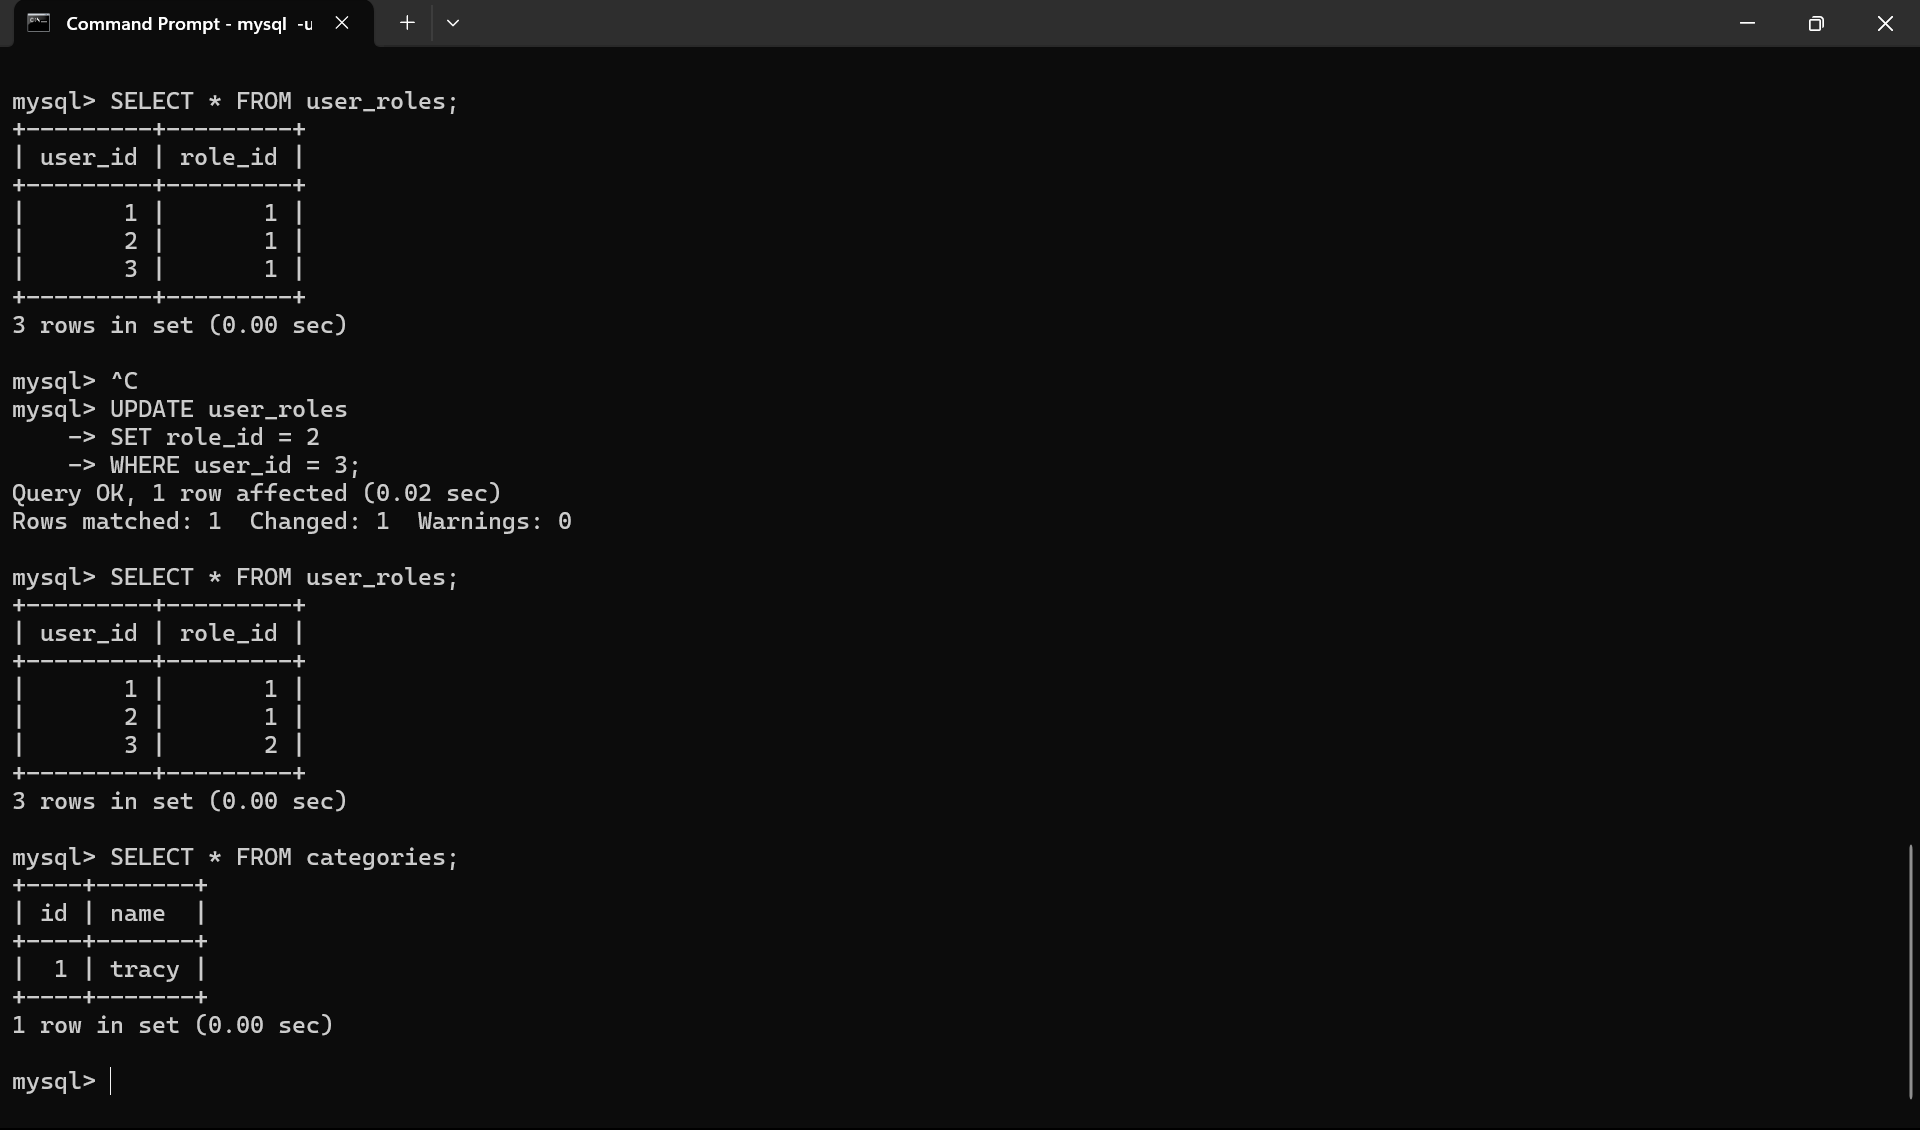 Command Prompt - mysql -u
mysql> SELECT * FROM user_roles;
+---------+---------+
| user_id | role_id |
+---------+---------+
|       1 |       1 |
|       2 |       1 |
|       3 |       1 |
+---------+---------+
3 rows in set (0.00 sec)
mysql> ^C
mysql> UPDATE user_roles
    -> SET role_id = 2
    -> WHERE user_id = 3;
Query OK, 1 row affected (0.02 sec)
Rows matched: 1  Changed: 1  Warnings: 0
mysql> SELECT * FROM user_roles;
+---------+---------+
| user_id | role_id |
+---------+---------+
|       1 |       1 |
|       2 |       1 |
|       3 |       2 |
+---------+---------+
3 rows in set (0.00 sec)
mysql> SELECT * FROM categories;
+----+-------+
| id | name  |
+----+-------+
|  1 | tracy |
+----+-------+
1 row in set (0.00 sec)
mysql>